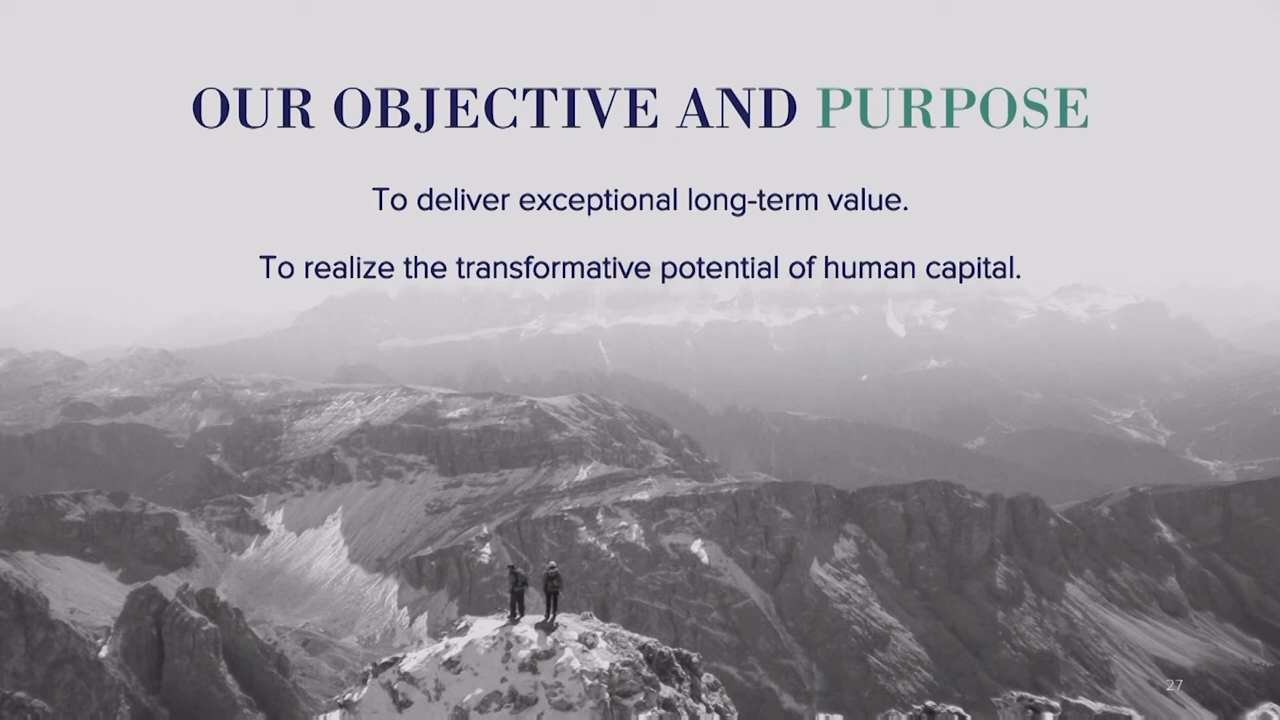 OUR OBJECTIVE AND PURPOSE
To deliver exceptional long-term value.
To realize the transformative potential of human capital.
27